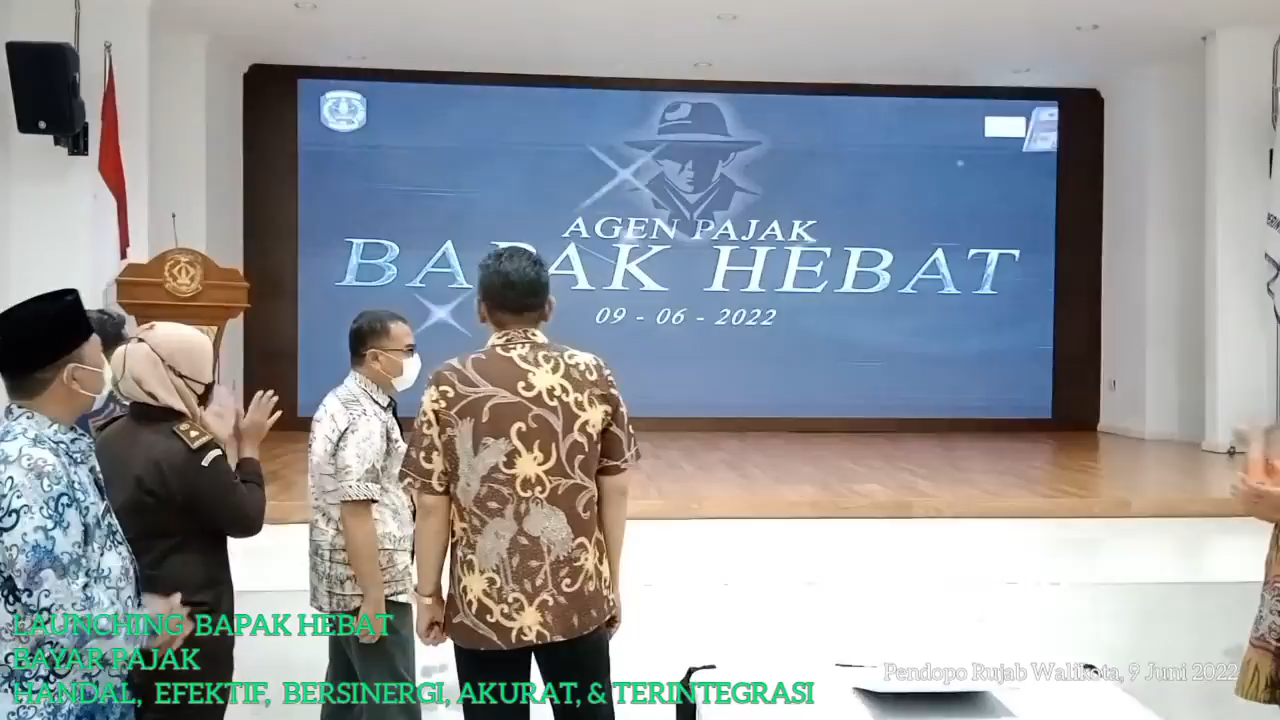 AGEN PAJAK
BAPAK HEBAT
09 - 06 - 2022
LAUNCHING BAPAK HEBAT
BAYAR PAJAK
HANDAL, EFEKTIF, BERSINERGI, AKURAT, & TERINTEGRASI
Pendopo Rujab Walikota, 9 Juni 2022